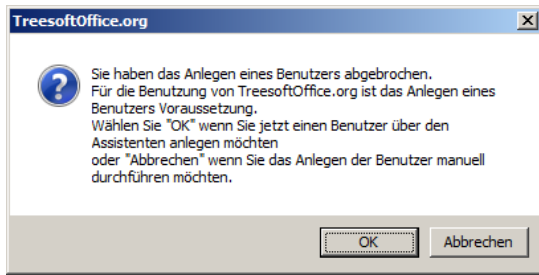 TreesoftOffice.org
Sie haben das Anlegen eines Benutzers abgebrochen.
Für die Benutzung von TreesoftOffice.org ist das Anlegen eines
Benutzers Voraussetzung.
Wählen Sie "OK" wenn Sie jetzt einen Benutzer über den
Assistenten anlegen möchten
oder "Abbrechen" wenn Sie das Anlegen der Benutzer manuell
durchführen möchten.
OK
Abbrechen